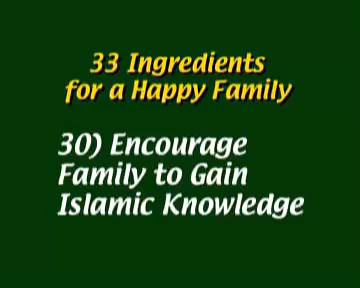 33 Ingredients
for a Happy Family
30) Encourage
Family to Gain
Islamic Knowledge